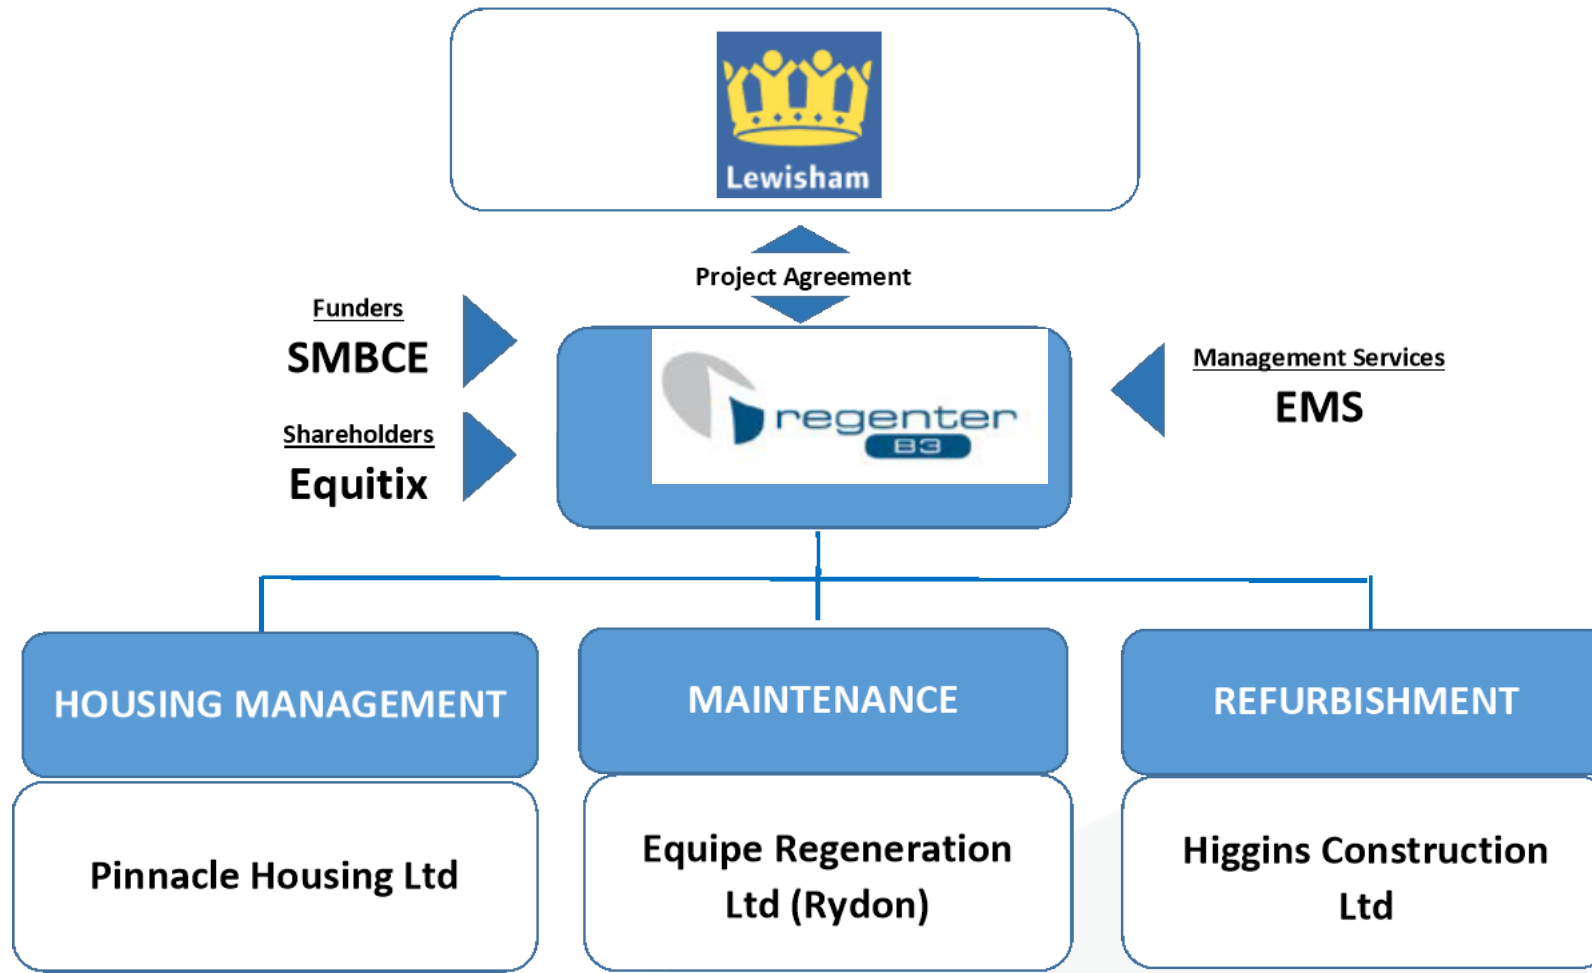 Lewisham
Project Agreement
Funders
SMBCE
Shareholders
Equitix
regenter
B3
Management Services
EMS
HOUSING MANAGEMENT
MAINTENANCE
REFURBISHMENT
Pinnacle Housing Ltd
Equipe Regeneration
Ltd (Rydon)
Higgins Construction
Ltd